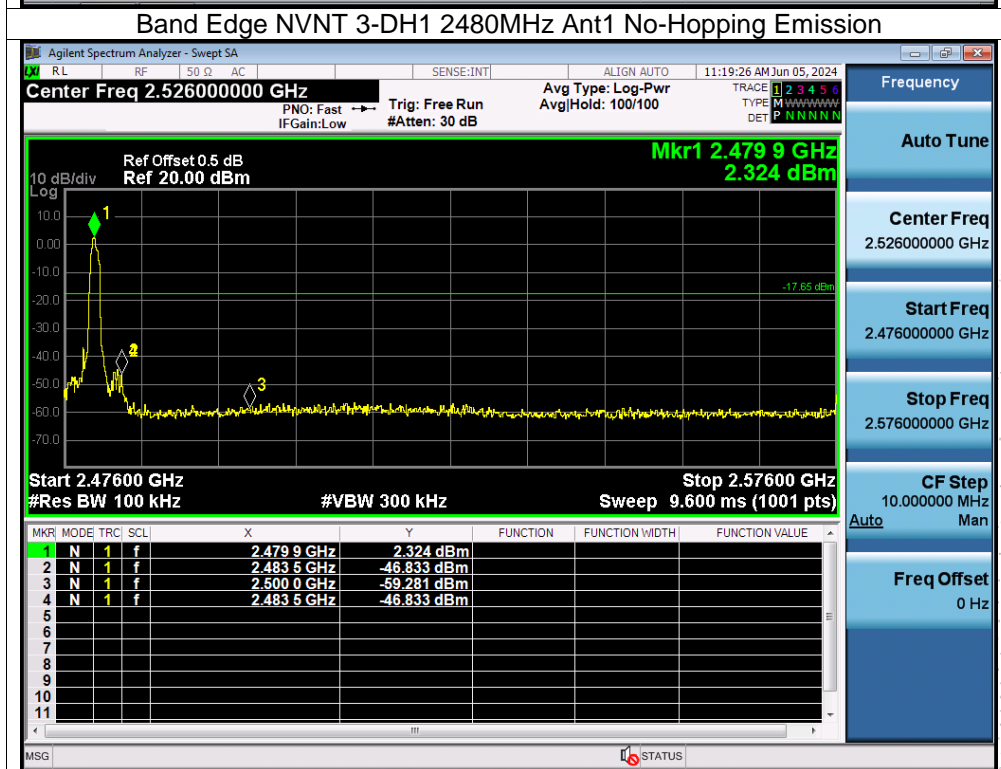 Band Edge NVNT 3-DH1 2480MHz Ant1 No-Hopping Emission
Agilent Spectrum Analyzer - Swept SA
LXI RL RF 50 Ω AC SENSE:INT ALIGN AUTO 11:19:26 AM Jun 05, 2024
Center Freq 2.526000000 GHz
PNO: Fast
IFGain:Low
Trig: Free Run
#Atten: 30 dB
Avg Type: Log-Pwr
Avg|Hold: 100/100
TRACE 1 2 3 4 5 6
TYPE M WWWWW
DET P N N N N N
Frequency
Mkr1 2.479 9 GHz
2.324 dBm
Ref Offset 0.5 dB
10 dB/div Ref 20.00 dBm
Log
10.0
0.00
-10.0
-20.0
-30.0
-40.0
-50.0
-60.0
-70.0
1
2
3
-17.65 dBm
Start 2.47600 GHz Stop 2.57600 GHz
#Res BW 100 kHz #VBW 300 kHz Sweep 9.600 ms (1001 pts)
MKR MODE TRC SCL X Y FUNCTION FUNCTION WIDTH FUNCTION VALUE
1 N 1 f 2.479 9 GHz 2.324 dBm
2 N 1 f 2.483 5 GHz -46.833 dBm
3 N 1 f 2.500 0 GHz -59.281 dBm
4 N 1 f 2.483 5 GHz -46.833 dBm
5
6
7
8
9
10
11
Auto Tune
Center Freq
2.526000000 GHz
Start Freq
2.476000000 GHz
Stop Freq
2.576000000 GHz
CF Step
10.000000 MHz
Auto Man
Freq Offset
0 Hz
MSG STATUS